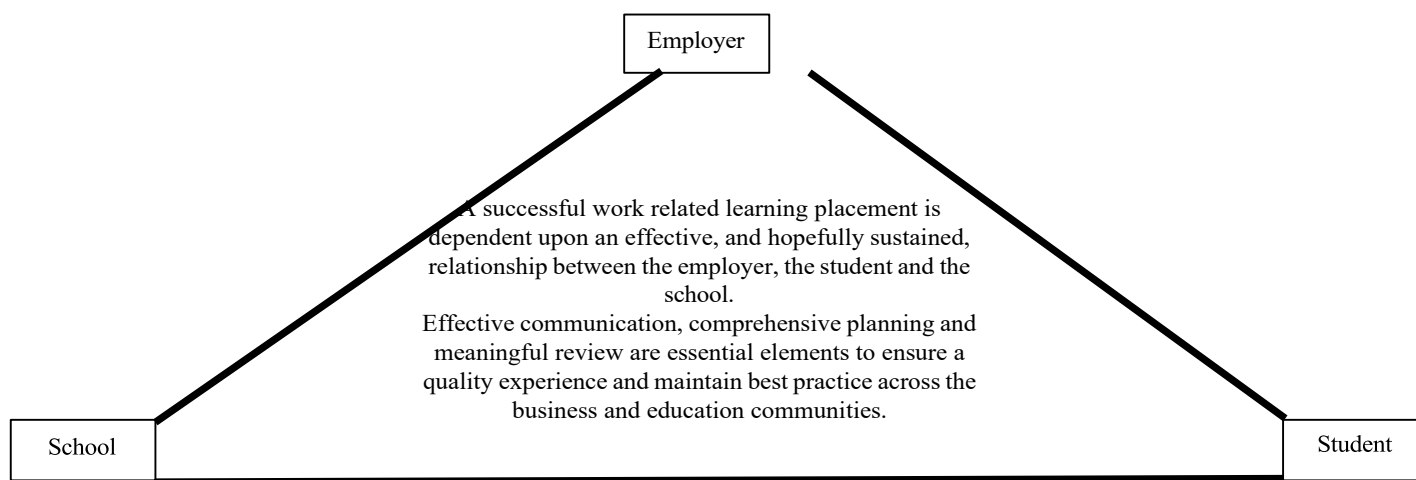 Employer
A successful work related learning placement is
dependent upon an effective, and hopefully sustained,
relationship between the employer, the student and the
school.
Effective communication, comprehensive planning and
meaningful review are essential elements to ensure a
quality experience and maintain best practice across the
business and education communities.
School
Student